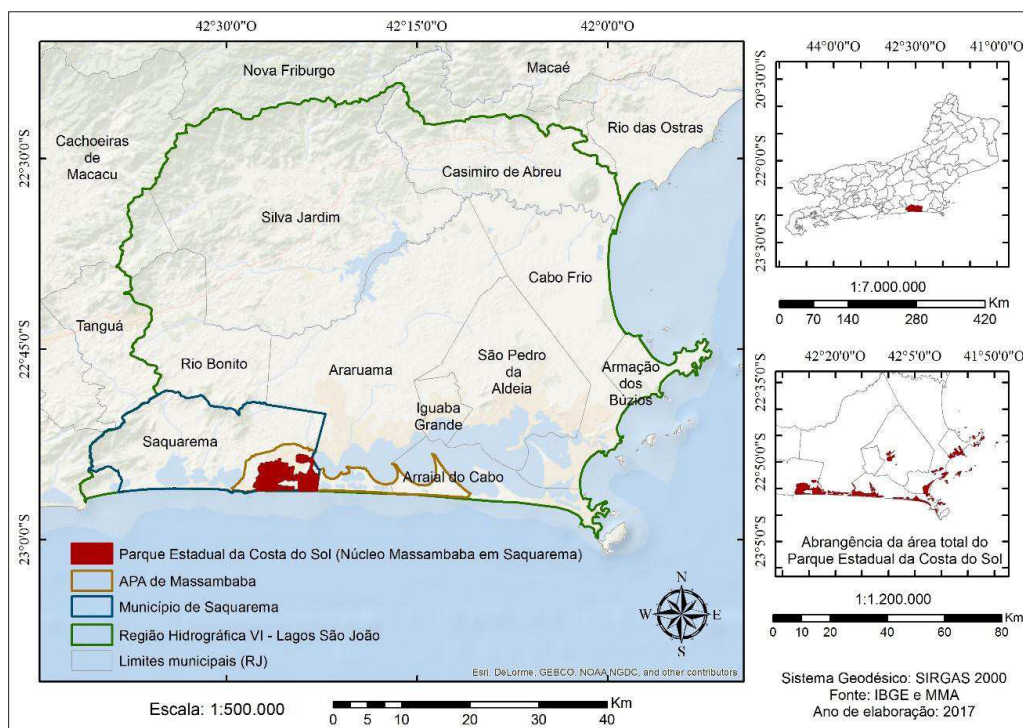 42°30'0"O 42°15'0"O 42°0'0"O
Nova Friburgo
Macaé
Rio das Ostras
Cachoeiras
de
Macacu
22°30'0"S
Casimiro de Abreu
Silva Jardim
Cabo Frio
Tanguá
22°45'0"S
Rio Bonito
Araruama
São Pedro
da
Aldeia
Armação
dos
Búzios
Iguaba
Grande
Saquarema
Arraial do Cabo
23°0'0"S
Parque Estadual da Costa do Sol (Núcleo Massambaba em Saquarema)
APA de Massambaba
Município de Saquarema
Região Hidrográfica VI - Lagos São João
Limites municipais (RJ)
N
W E
S
Esri, DeLorme, GEBCO, NOAA NGDC, and other contributors
Escala: 1:500.000
Km
0 5 10 20 30 40
44°0'0"O 42°30'0"O 41°0'0"O
20°30'0"S
22°0'0"S
23°30'0"S
1:7.000.000
Km
0 70 140 280 420
42°20'0"O 42°5'0"O 41°50'0"O
22°35'0"S
22°50'0"S
23°5'0"S
Abrangência da área total do
Parque Estadual da Costa do Sol
1:1.200.000
Km
0 10 20 40 60 80
Sistema Geodésico: SIRGAS 2000
Fonte: IBGE e MMA
Ano de elaboração: 2017